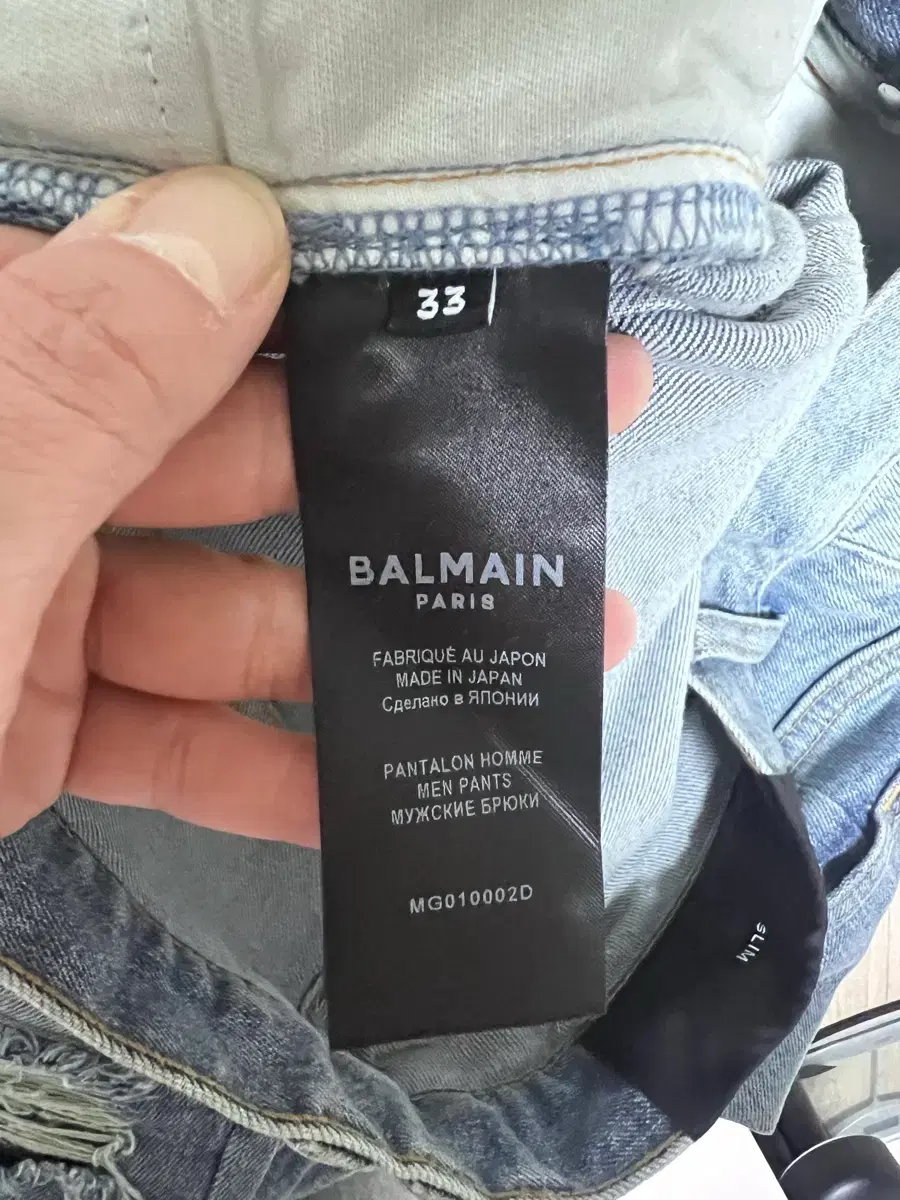 33
BALMAIN
PARIS
FABRIQUÉ AU JAPON
MADE IN JAPAN
Сделано в ЯПОНИИ
PANTALON HOMME
MEN PANTS
МУЖСКИЕ БРЮКИ
MG010002D
SLIM